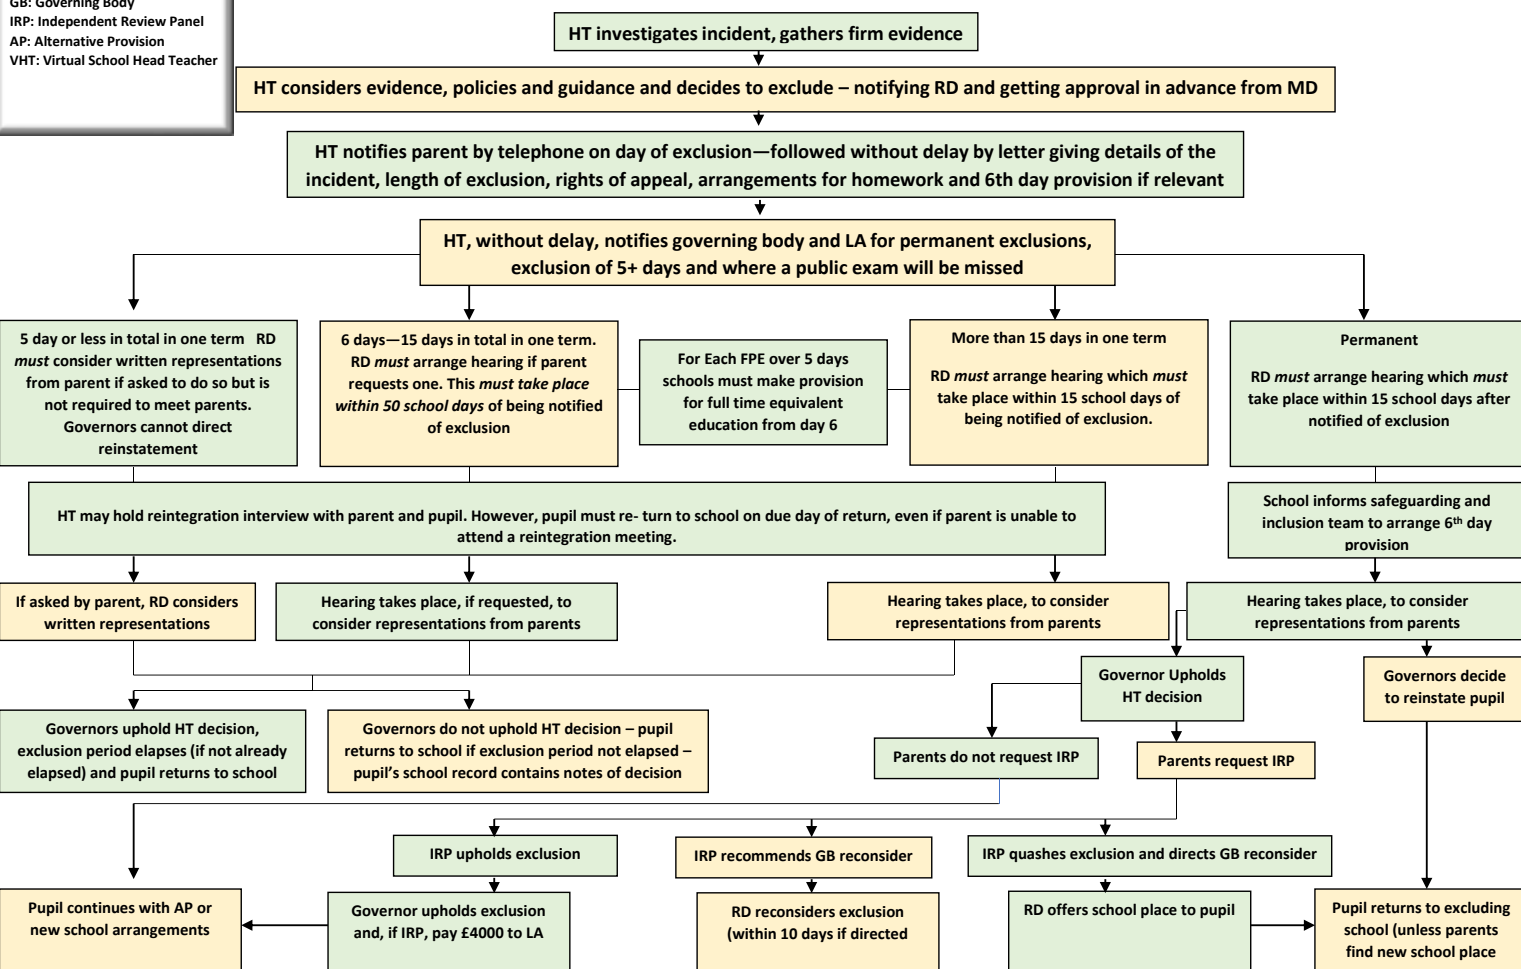 GB: Governing Body
IRP: Independent Review Panel
AP: Alternative Provision
VHT: Virtual School Head Teacher
HT investigates incident, gathers firm evidence
HT considers evidence, policies and guidance and decides to exclude – notifying RD and getting approval in advance from MD
HT notifies parent by telephone on day of exclusion—followed without delay by letter giving details of the
incident, length of exclusion, rights of appeal, arrangements for homework and 6th day provision if relevant
HT, without delay, notifies governing body and LA for permanent exclusions,
exclusion of 5+ days and where a public exam will be missed
5 day or less in total in one term RD
must consider written representations
from parent if asked to do so but is
not required to meet parents.
Governors cannot direct
reinstatement
6 days—15 days in total in one term.
RD must arrange hearing if parent
requests one. This must take place
within 50 school days of being notified
of exclusion
For Each FPE over 5 days
schools must make provision
for full time equivalent
education from day 6
More than 15 days in one term
RD must arrange hearing which must
take place within 15 school days of
being notified of exclusion.
Permanent
RD must arrange hearing which must
take place within 15 school days after
notified of exclusion
HT may hold reintegration interview with parent and pupil. However, pupil must re- turn to school on due day of return, even if parent is unable to
attend a reintegration meeting.
School informs safeguarding and
inclusion team to arrange 6th day
provision
If asked by parent, RD considers
written representations
Hearing takes place, if requested, to
consider representations from parents
Hearing takes place, to consider
representations from parents
Hearing takes place, to consider
representations from parents
Governor Upholds
HT decision
Governors decide
to reinstate pupil
Governors uphold HT decision,
exclusion period elapses (if not already
elapsed) and pupil returns to school
Governors do not uphold HT decision – pupil
returns to school if exclusion period not elapsed –
pupil's school record contains notes of decision
Parents do not request IRP
Parents request IRP
IRP upholds exclusion
IRP recommends GB reconsider
IRP quashes exclusion and directs GB reconsider
Pupil continues with AP or
new school arrangements
Governor upholds exclusion
and, if IRP, pay £4000 to LA
RD reconsiders exclusion
(within 10 days if directed
RD offers school place to pupil
Pupil returns to excluding
school (unless parents
find new school place